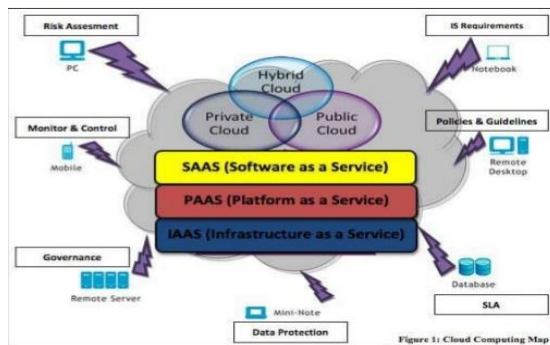 Risk Assesment
PC
IS Requirements
Notebook
Hybrid
Cloud
Private
Cloud
Public
Cloud
Monitor & Control
Mobile
Policies & Guidelines
Remote
Desktop
SAAS (Software as a Service)
PAAS (Platform as a Service)
IAAS (Infrastructure as a Service)
Governance
Remote Server
Database
SLA
Mini-Note
Data Protection
Figure 1: Cloud Computing Map